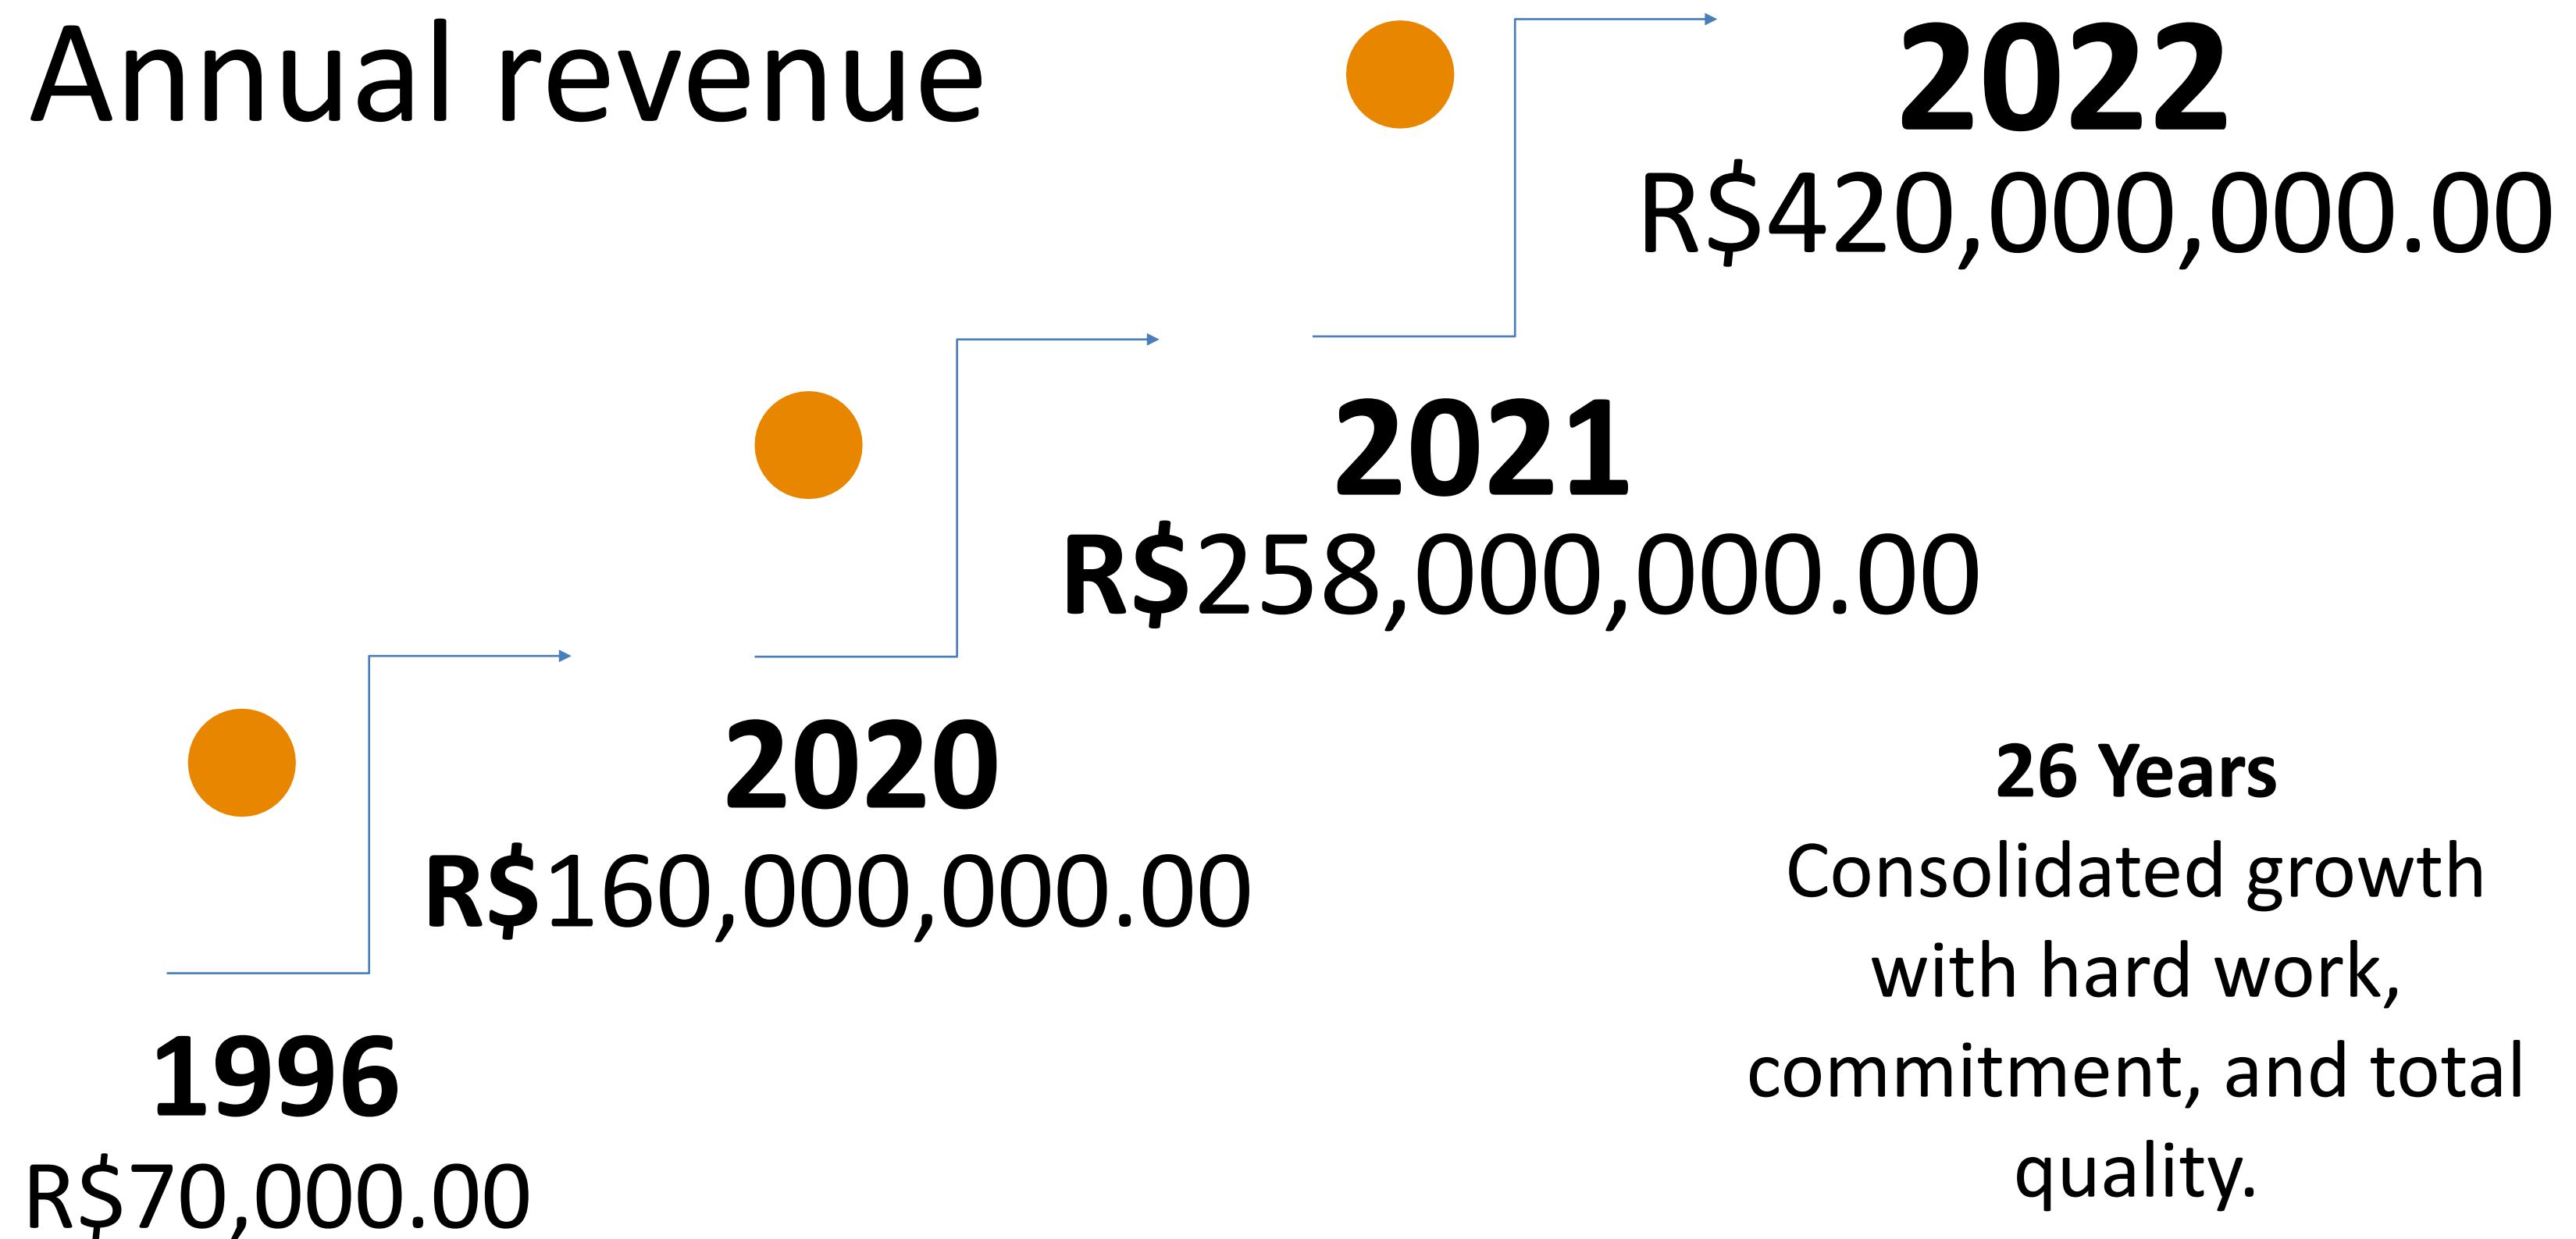 Annual revenue
2022
R$420,000,000.00
2021
R$258,000,000.00
2020
R$160,000,000.00
1996
R$70,000.00
26 Years
Consolidated growth
with hard work,
commitment, and total
quality.